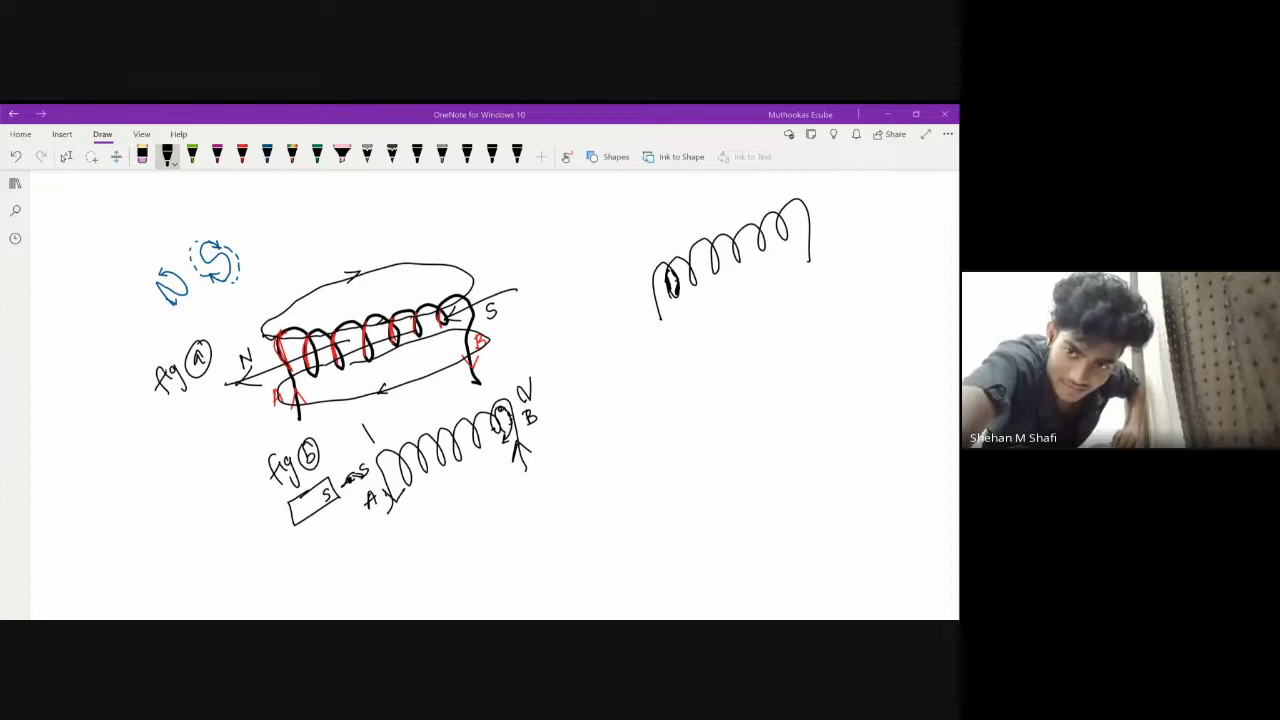 OneNote for Windows 10
Muthookas Ecube
Home Insert Draw View Help
Share
Shapes
Ink to Shape
Ink to Text
N S
S
N
fig a
B
A
N
B
fig b
S
S
A
Shehan M Shafi